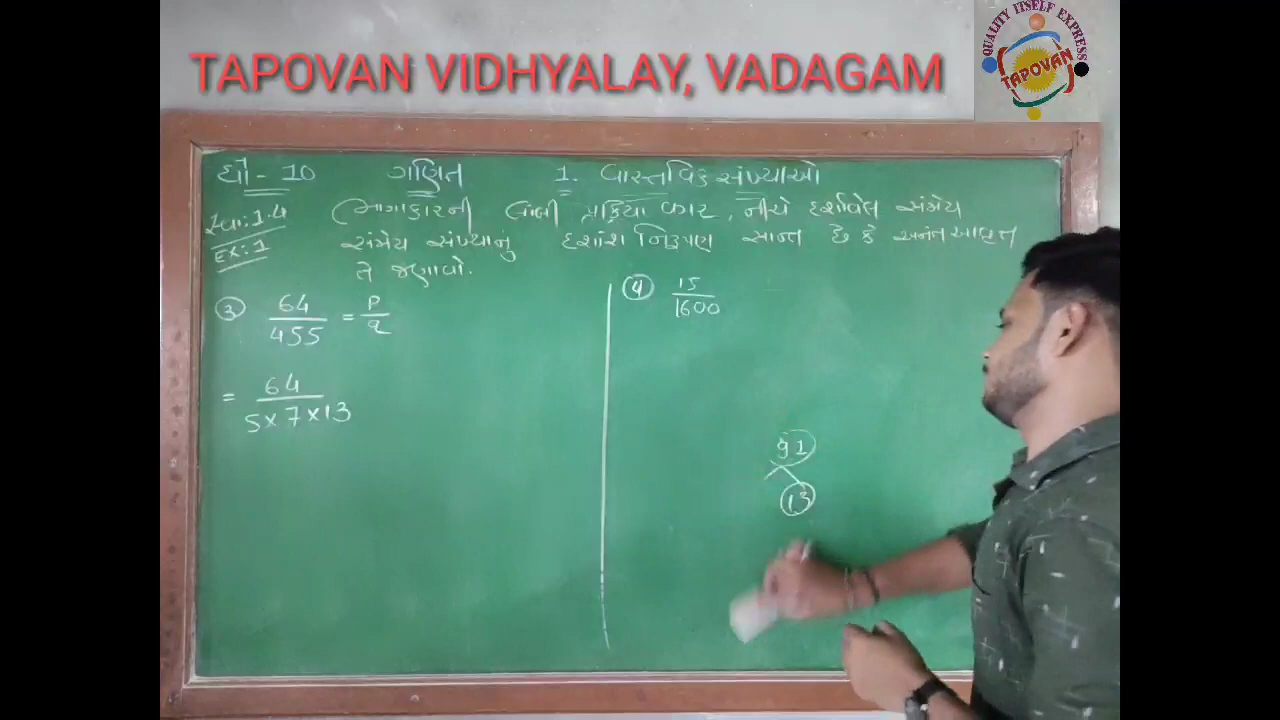 TAPOVAN VIDHYALAY, VADAGAM
QUALITY ITSELF EXPRESS
TAPOVAN
ધો - 10 ગણિત 1. વાસ્તવિક સંખ્યાઓ
સ્વા: 1.4 ભાગાકારની લાંબી પ્રક્રિયા વગર, નીચે દર્શાવેલ સંમેય
Ex: 1 સંમેય સંખ્યાનું દશાંશ નિરૂપણ સાન્ત છે કે અનંત આવૃત્ત
તે જણાવો.
③ 64/455 = p/q
= 64/5×7×13
④ 15/1600
91
13